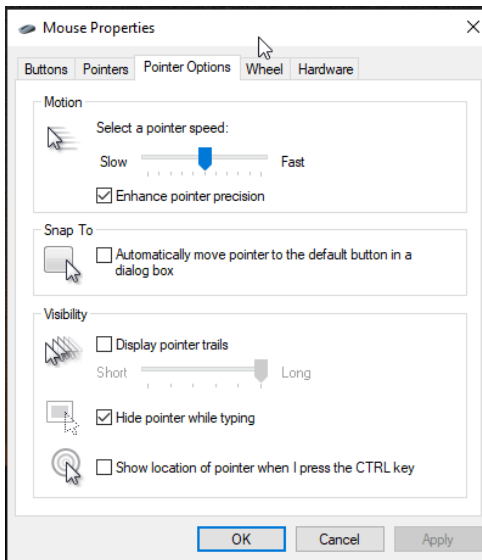 Mouse Properties
Buttons Pointers Pointer Options Wheel Hardware
Motion
Select a pointer speed:
Slow Fast
Enhance pointer precision
Snap To
Automatically move pointer to the default button in a
dialog box
Visibility
Display pointer trails
Short Long
Hide pointer while typing
Show location of pointer when I press the CTRL key
OK Cancel Apply